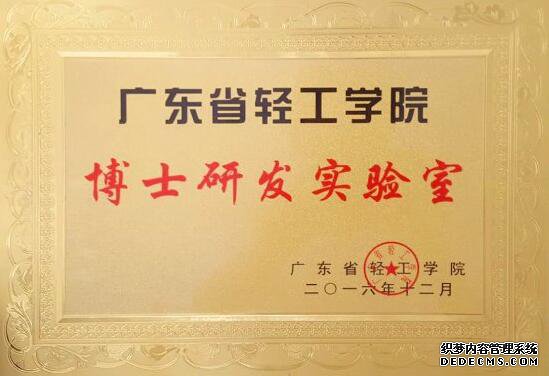 广东省轻工学院
博士研发实验室
广东省轻工学院
二〇一六年十二月
织梦内容管理系统
DEDECMS.COM